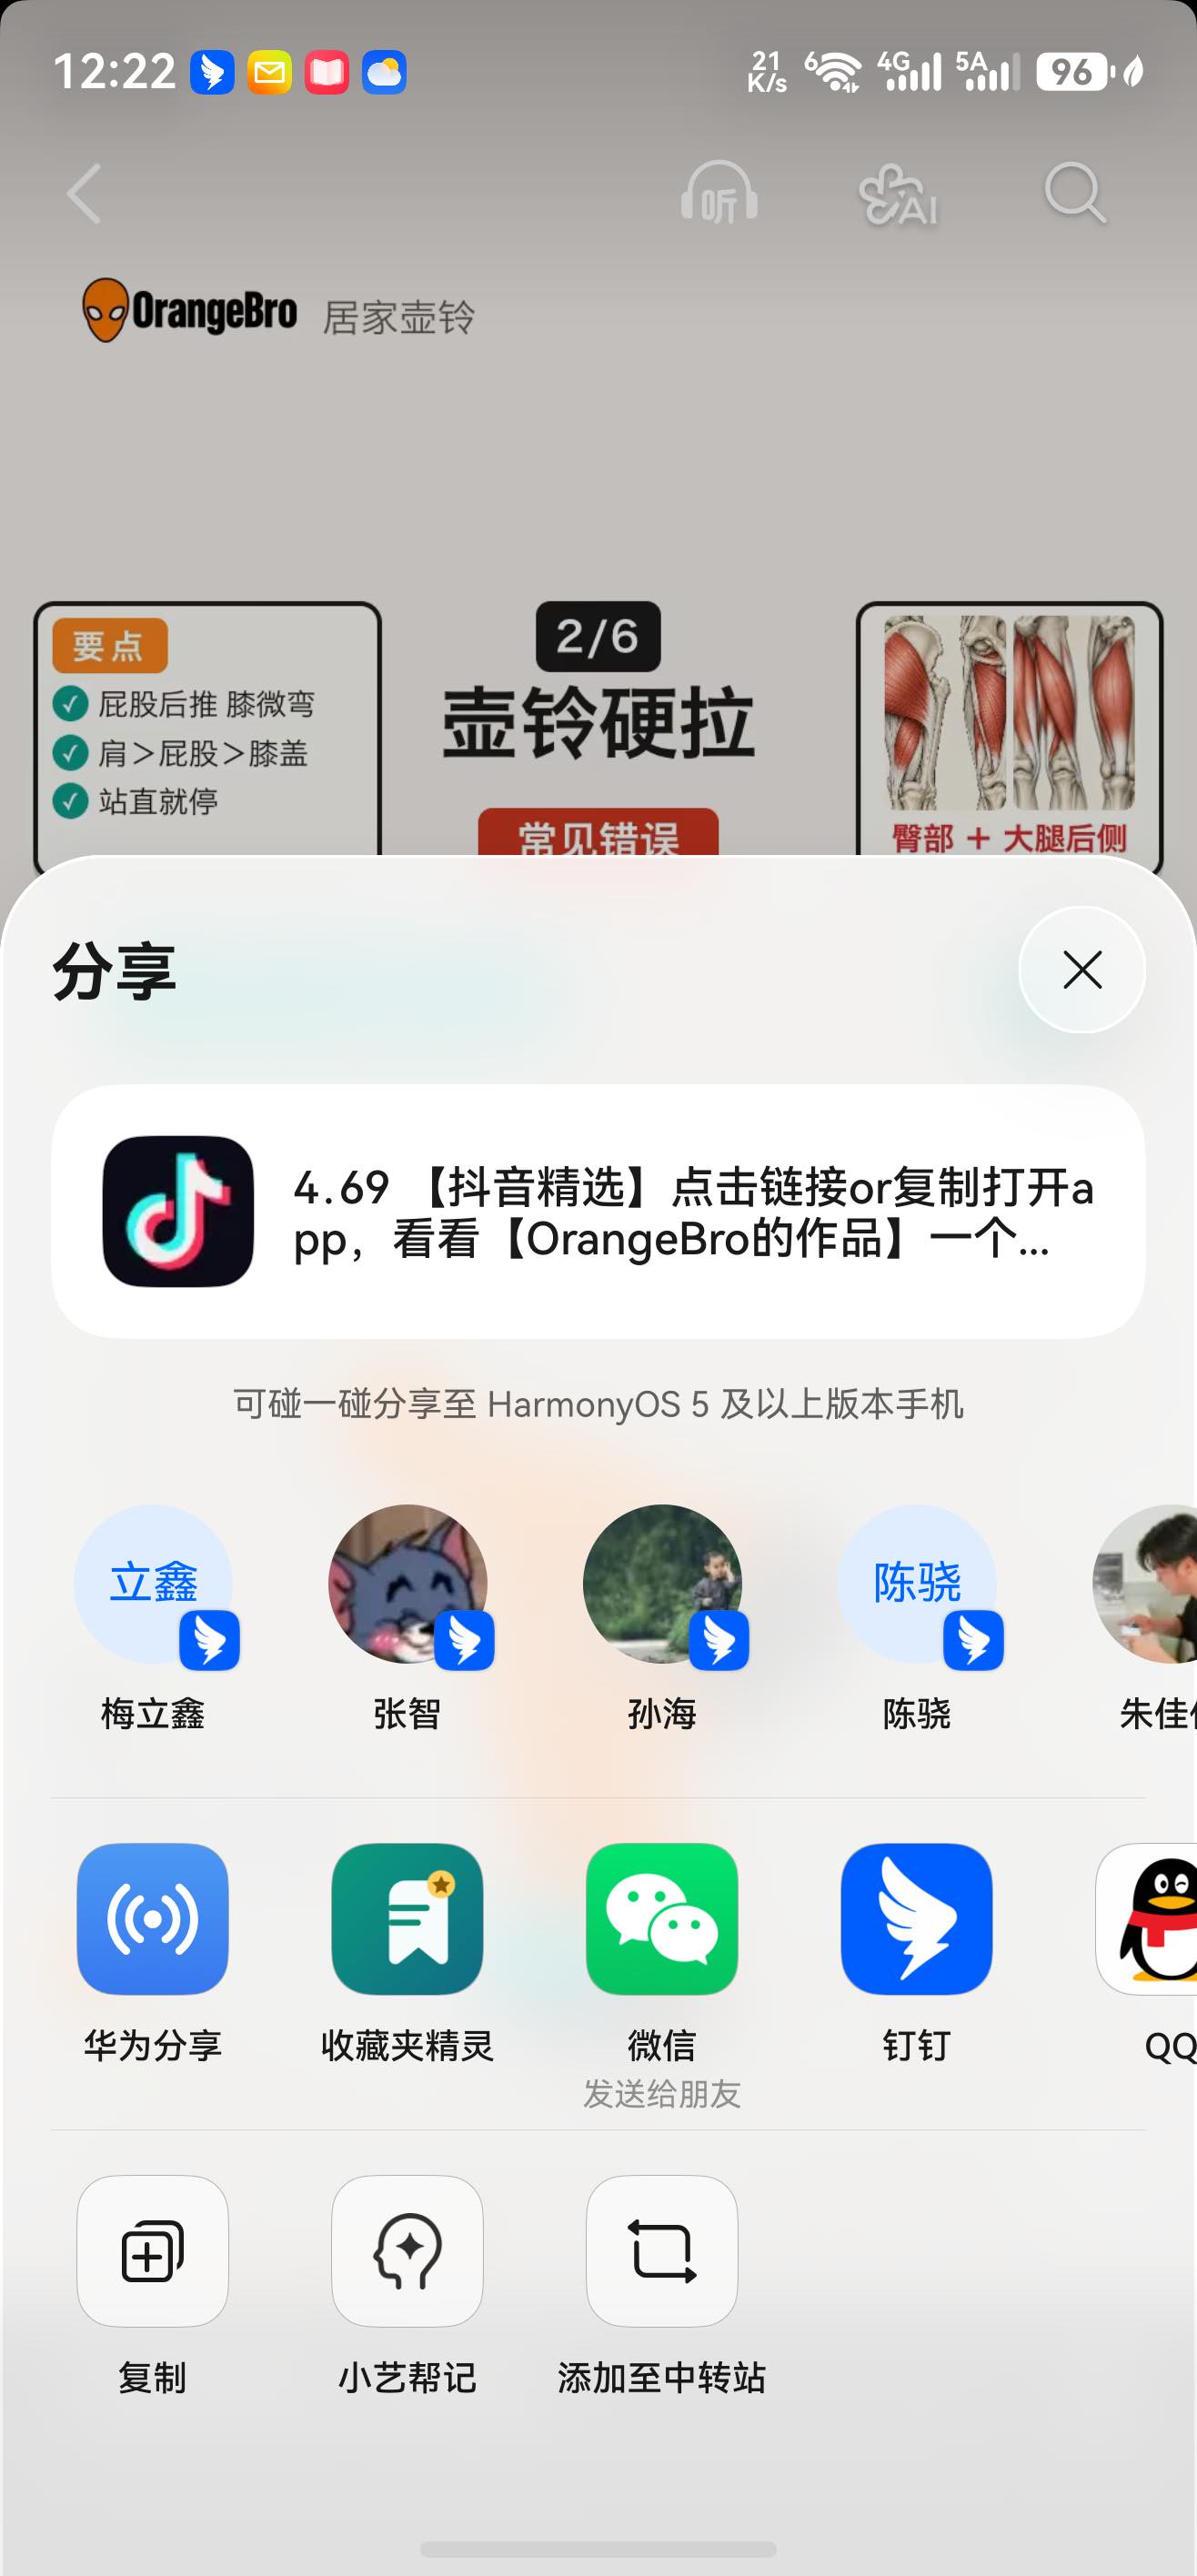 12:22
21 K/s
6
4G
5A
96
听
AI
OrangeBro 居家壶铃
要点
屁股后推 膝微弯
肩＞屁股＞膝盖
站直就停
2/6
壶铃硬拉
常见错误
臀部 + 大腿后侧
分享
4.69 【抖音精选】点击链接or复制打开a
pp，看看【OrangeBro的作品】一个...
可碰一碰分享至 HarmonyOS 5 及以上版本手机
立鑫
陈骁
梅立鑫
张智
孙海
陈骁
朱佳
华为分享
收藏夹精灵
微信
发送给朋友
钉钉
QQ
复制
小艺帮记
添加至中转站